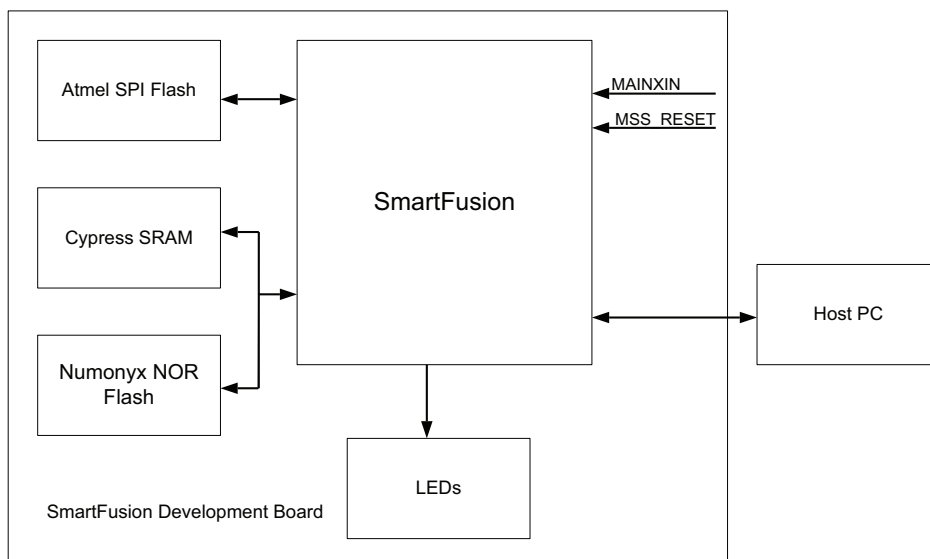 Atmel SPI Flash
MAINXIN
MSS_RESET
SmartFusion
Cypress SRAM
Host PC
Numonyx NOR
Flash
LEDs
SmartFusion Development Board